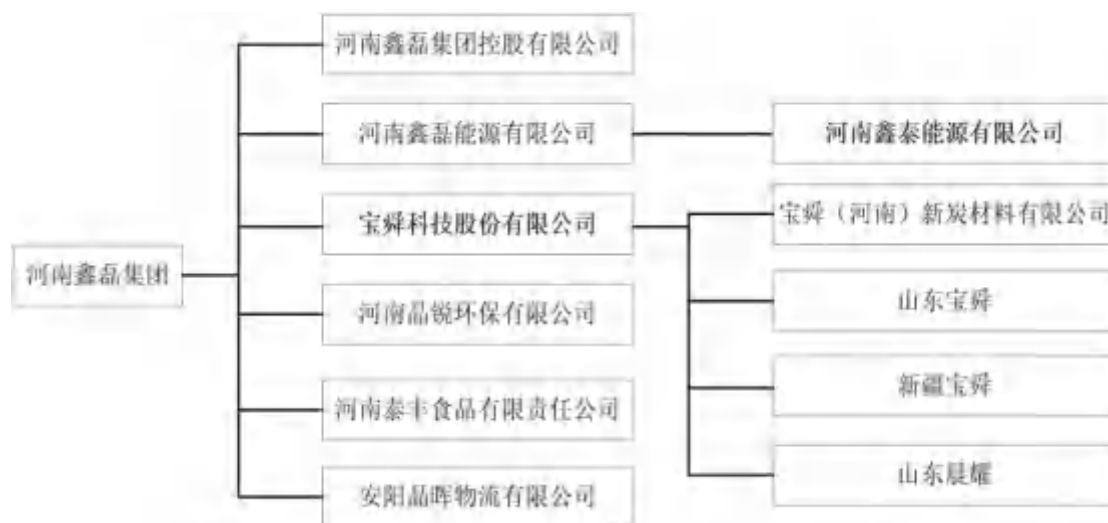 河南鑫磊集团控股有限公司
河南鑫磊能源有限公司
河南鑫泰能源有限公司
宝舜科技股份有限公司
宝舜（河南）新炭材料有限公司
河南鑫磊集团
山东宝舜
河南晶锐环保有限公司
新疆宝舜
河南泰丰食品有限责任公司
山东晨耀
安阳晶晖物流有限公司